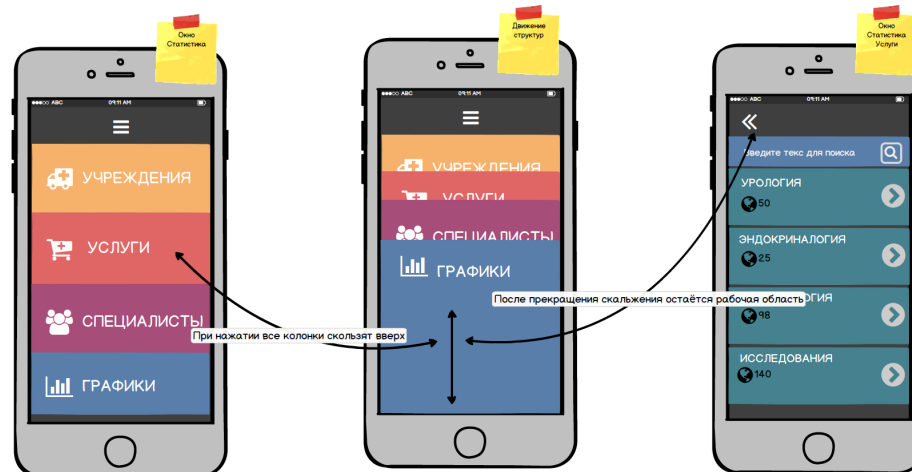 Окно
Статистика
ABC
09:11 AM
УЧРЕЖДЕНИЯ
УСЛУГИ
СПЕЦИАЛИСТЫ
ГРАФИКИ
При нажатии все колонки скользят вверх
Движение
структур
ABC
09:11 AM
УЧРЕЖДЕНИЯ
УСЛУГИ
СПЕЦИАЛИСТЫ
ГРАФИКИ
После прекращения скальжения остаётся рабочая область
Окно
Статистика
Услуги
ABC
09:11 AM
Введите текс для поиска
УРОЛОГИЯ
50
ЭНДОКРИНАЛОГИЯ
25
ОГИЯ
98
ИССЛЕДОВАНИЯ
140